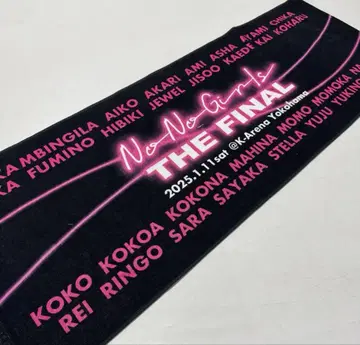 MBINGILA AIKO AKARI AMI ASHA AYAMI CHIKA
FUMINO HIBIKI JEWEL JISOO KAEDE KAI KOHARU
No No Girls
THE FINAL
2025.1.11sat @K-Arena Yokohama
KOKO KOKOA KOKONA MAHINA MOMO MOMOKA NA
REI RINGO SARA SAYAKA STELLA YUJU YUKINO